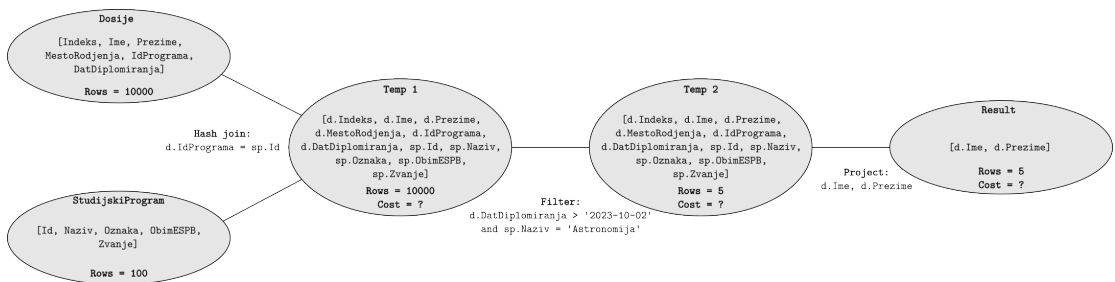 Dosije
[Indeks, Ime, Prezime,
MestoRodjenja, IdPrograma,
DatDiplomiranja]
Rows = 10000
Hash join:
d.IdPrograma = sp.Id
StudijskiProgram
[Id, Naziv, Oznaka, ObimESPB,
Zvanje]
Rows = 100
Temp 1
[d.Indeks, d.Ime, d.Prezime,
d.MestoRodjenja, d.IdPrograma,
d.DatDiplomiranja, sp.Id, sp.Naziv,
sp.Oznaka, sp.ObimESPB,
sp.Zvanje]
Rows = 10000
Cost = ?
Filter:
d.DatDiplomiranja > '2023-10-02'
and sp.Naziv = 'Astronomija'
Temp 2
[d.Indeks, d.Ime, d.Prezime,
d.MestoRodjenja, d.IdPrograma,
d.DatDiplomiranja, sp.Id, sp.Naziv,
sp.Oznaka, sp.ObimESPB,
sp.Zvanje]
Rows = 5
Cost = ?
Project:
d.Ime, d.Prezime
Result
[d.Ime, d.Prezime]
Rows = 5
Cost = ?